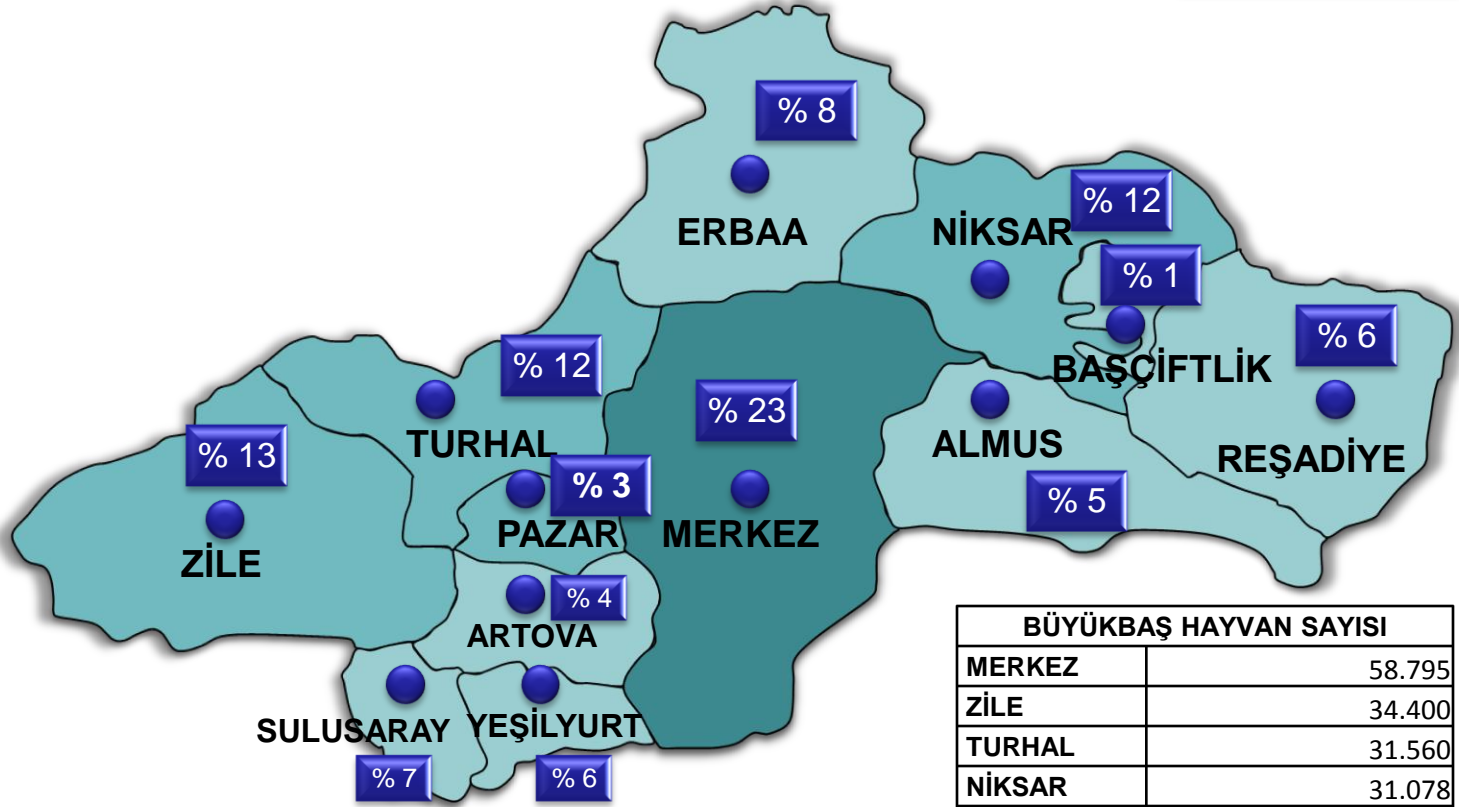 % 8
ERBAA
% 12
NİKSAR
% 1
BAŞÇİFTLİK
% 6
REŞADİYE
% 12
TURHAL
% 23
MERKEZ
ALMUS
% 5
% 13
ZİLE
% 3
PAZAR
% 4
ARTOVA
SULUSARAY
% 7
YEŞİLYURT
% 6
BÜYÜKBAŞ HAYVAN SAYISI
MERKEZ 58.795
ZİLE 34.400
TURHAL 31.560
NİKSAR 31.078